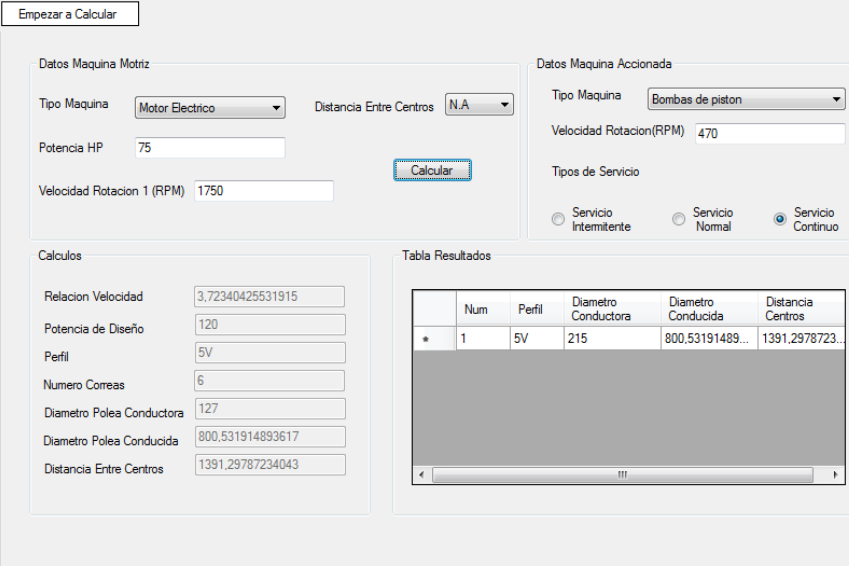 Empezar a Calcular
Datos Maquina Motriz
Tipo Maquina
Motor Electrico
Distancia Entre Centros
N.A
Potencia HP
75
Calcular
Velocidad Rotacion 1 (RPM)
1750
Datos Maquina Accionada
Tipo Maquina
Bombas de piston
Velocidad Rotacion(RPM)
470
Tipos de Servicio
Servicio
Intermitente
Servicio
Normal
Servicio
Continuo
Calculos
Relacion Velocidad
3,72340425531915
Potencia de Diseño
120
Perfil
5V
Numero Correas
6
Diametro Polea Conductora
127
Diametro Polea Conducida
800,531914893617
Distancia Entre Centros
1391,29787234043
Tabla Resultados
Num
Perfil
Diametro
Conductora
Diametro
Conducida
Distancia
Centros
1
5V
215
800,53191489...
1391,2978723...